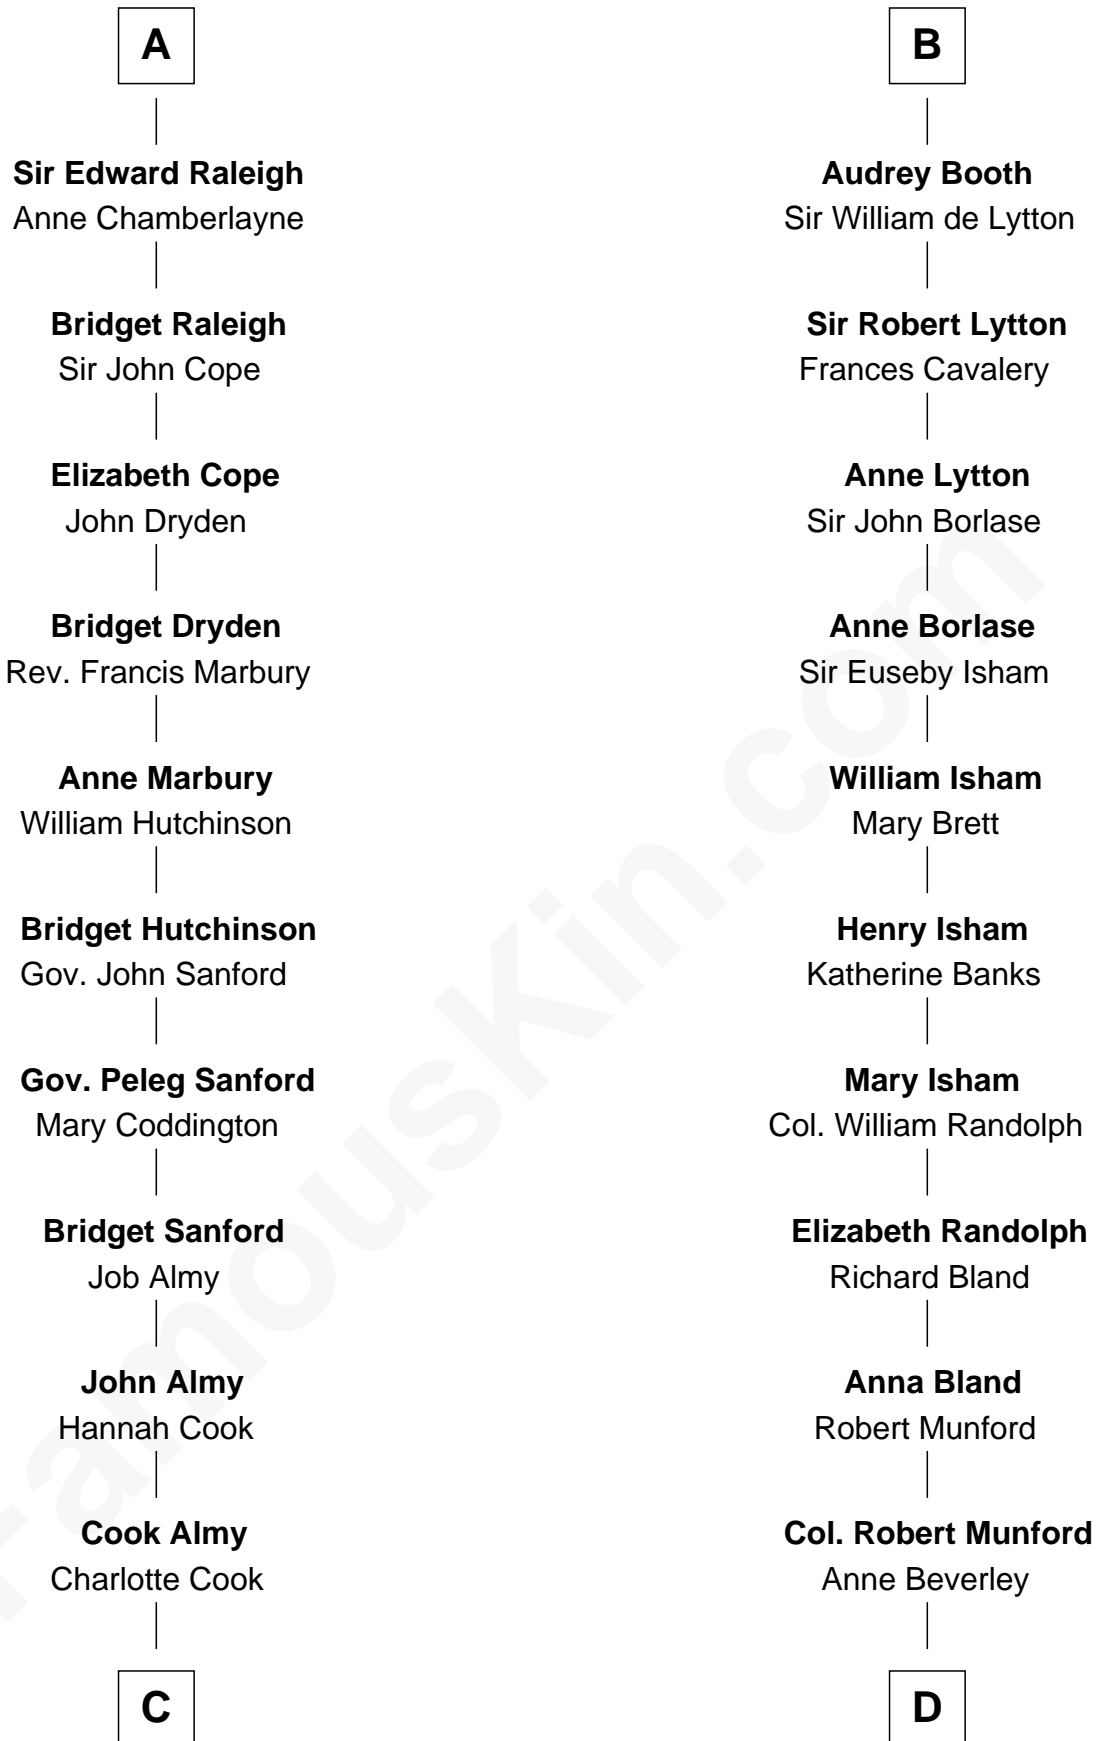 A
Sir Edward Raleigh
Anne Chamberlayne
Bridget Raleigh
Sir John Cope
Elizabeth Cope
John Dryden
Bridget Dryden
Rev. Francis Marbury
Anne Marbury
William Hutchinson
Bridget Hutchinson
Gov. John Sanford
Gov. Peleg Sanford
Mary Coddington
Bridget Sanford
Job Almy
John Almy
Hannah Cook
Cook Almy
Charlotte Cook
C
B
Audrey Booth
Sir William de Lytton
Sir Robert Lytton
Frances Cavalery
Anne Lytton
Sir John Borlase
Anne Borlase
Sir Euseby Isham
William Isham
Mary Brett
Henry Isham
Katherine Banks
Mary Isham
Col. William Randolph
Elizabeth Randolph
Richard Bland
Anna Bland
Robert Munford
Col. Robert Munford
Anne Beverley
D
FamousKin.com